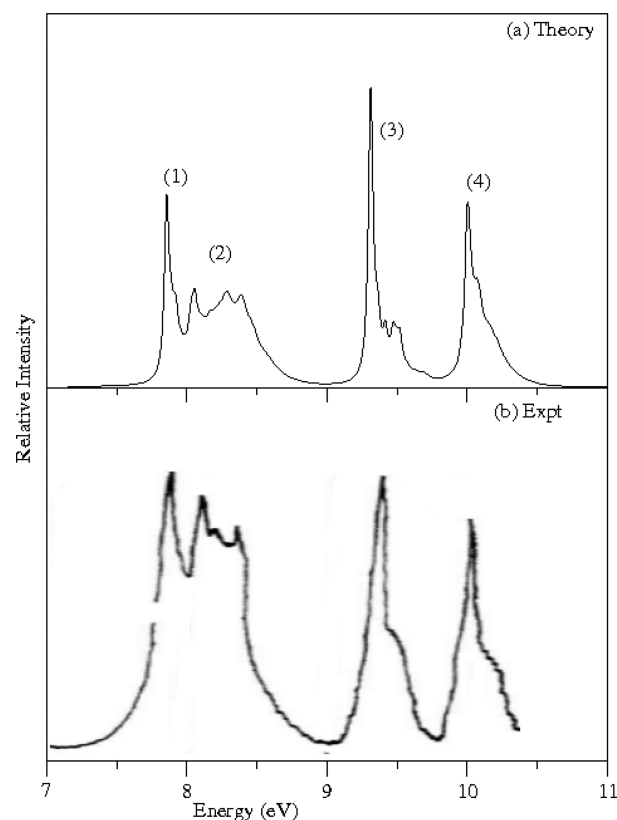 (a) Theory
(1)
(2)
(3)
(4)
Relative Intensity
(b) Expt
7 8 9 10 11
Energy (eV)